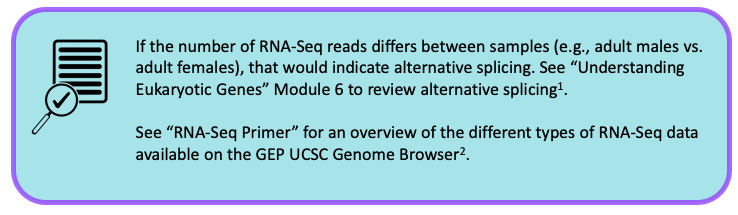 If the number of RNA-Seq reads differs between samples (e.g., adult males vs.
adult females), that would indicate alternative splicing. See “Understanding
Eukaryotic Genes” Module 6 to review alternative splicing¹.
See “RNA-Seq Primer” for an overview of the different types of RNA-Seq data
available on the GEP UCSC Genome Browser².